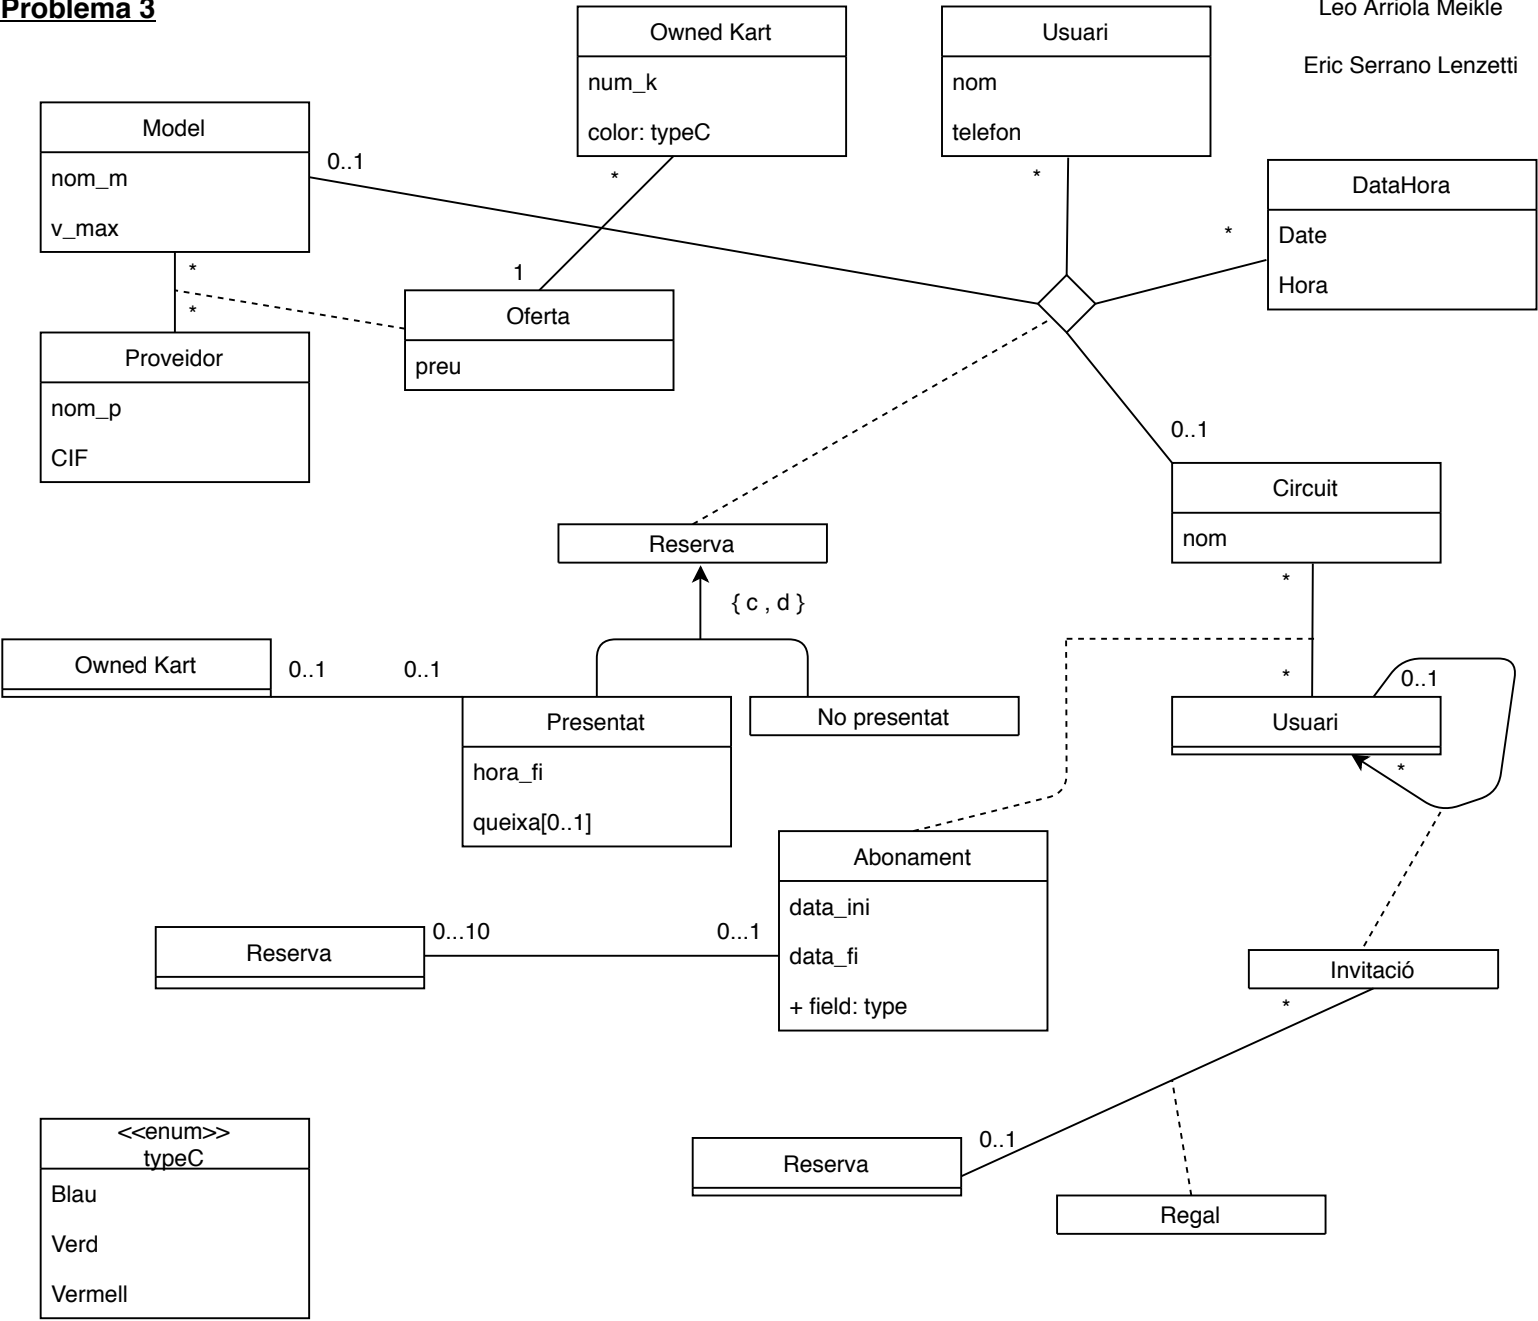 Problema 3
Leo Arriola Meikle
Eric Serrano Lenzetti
Owned Kart
num_k
color: typeC
*
Usuari
nom
telefon
*
DataHora
Date
Hora
*
Model
nom_m
v_max
0..1
*
*
1
Oferta
preu
Proveidor
nom_p
CIF
0..1
Circuit
nom
*
Reserva
{ c , d }
Owned Kart
0..1
0..1
Presentat
hora_fi
queixa[0..1]
No presentat
*
0..1
Usuari
*
Abonament
data_ini
data_fi
+ field: type
Reserva
0...10
0...1
Invitació
*
<<enum>>
typeC
Blau
Verd
Vermell
Reserva
0..1
Regal